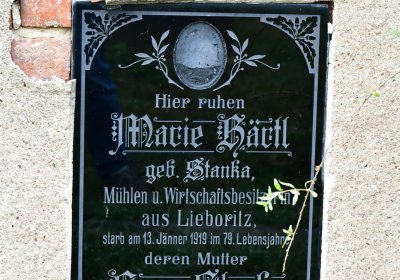 Hier ruhen
Marie Härtl
geb. Stanka,
Mühlen u. Wirtschaftsbesitzerin
aus Lieboritz,
starb am 13. Jänner 1919 im 79. Lebensjahre
deren Mutter